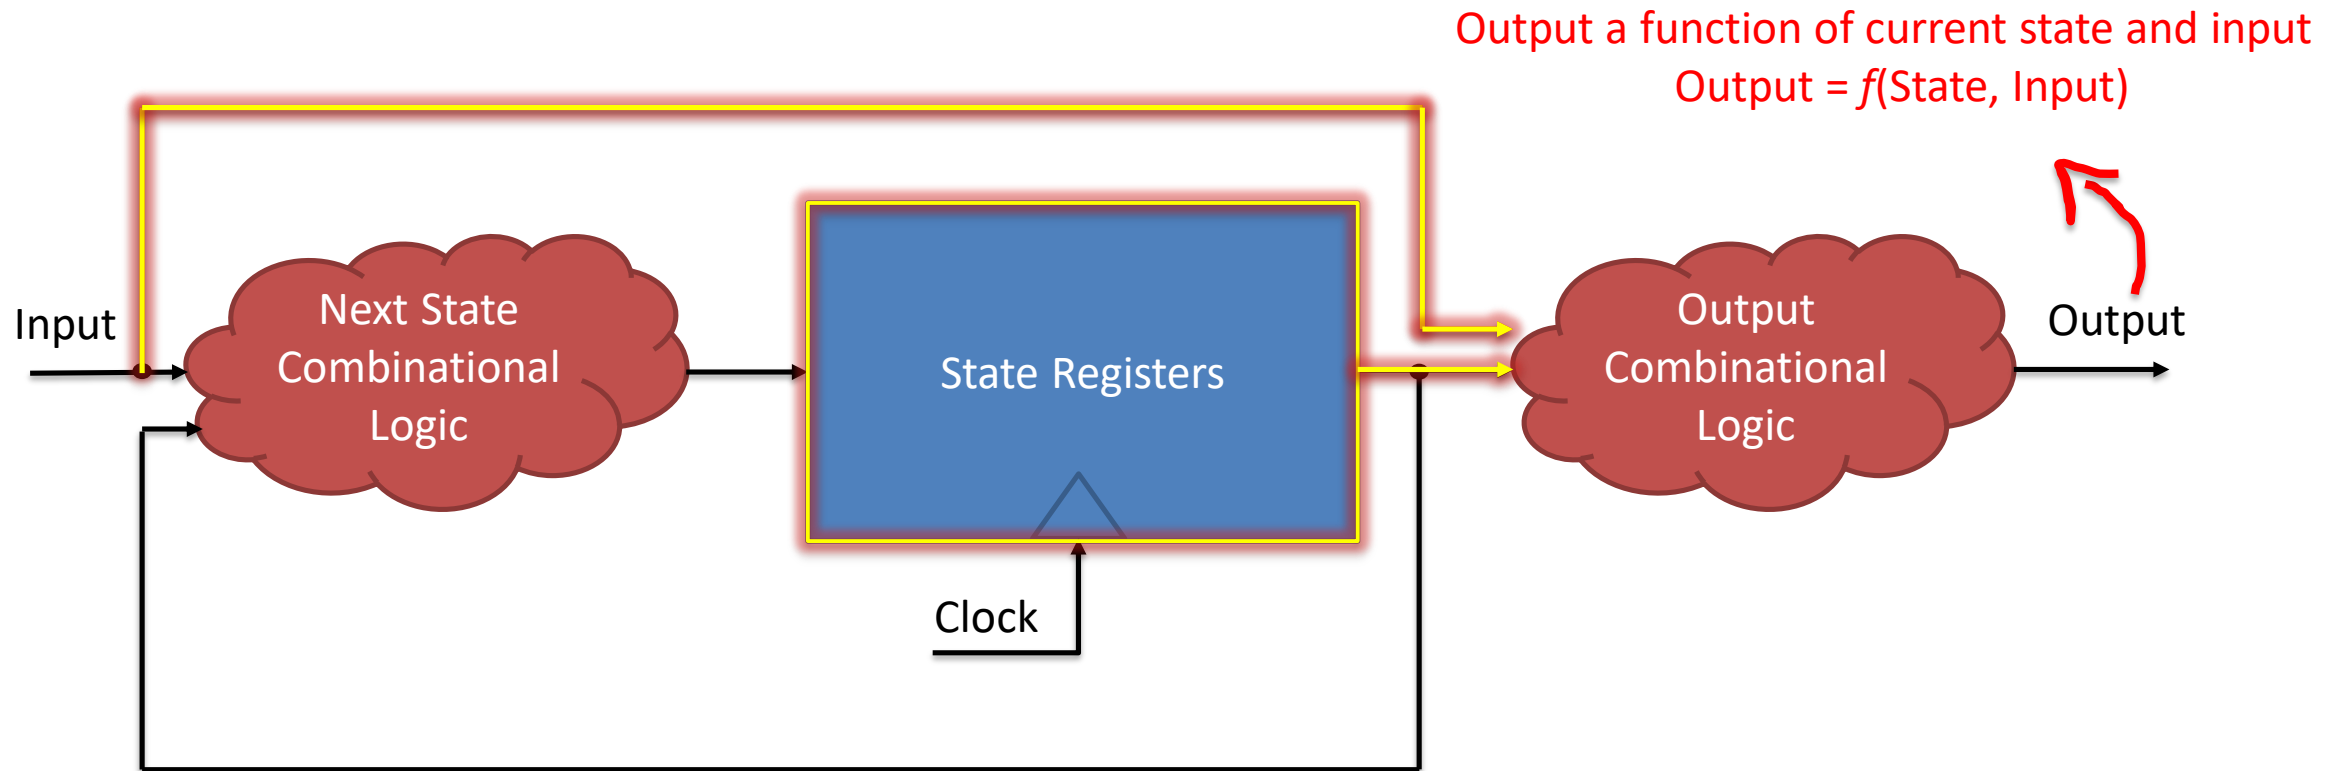 Output a function of current state and input
Output = f(State, Input)
Input
Next State
Combinational
Logic
State Registers
Clock
Output
Combinational
Logic
Output